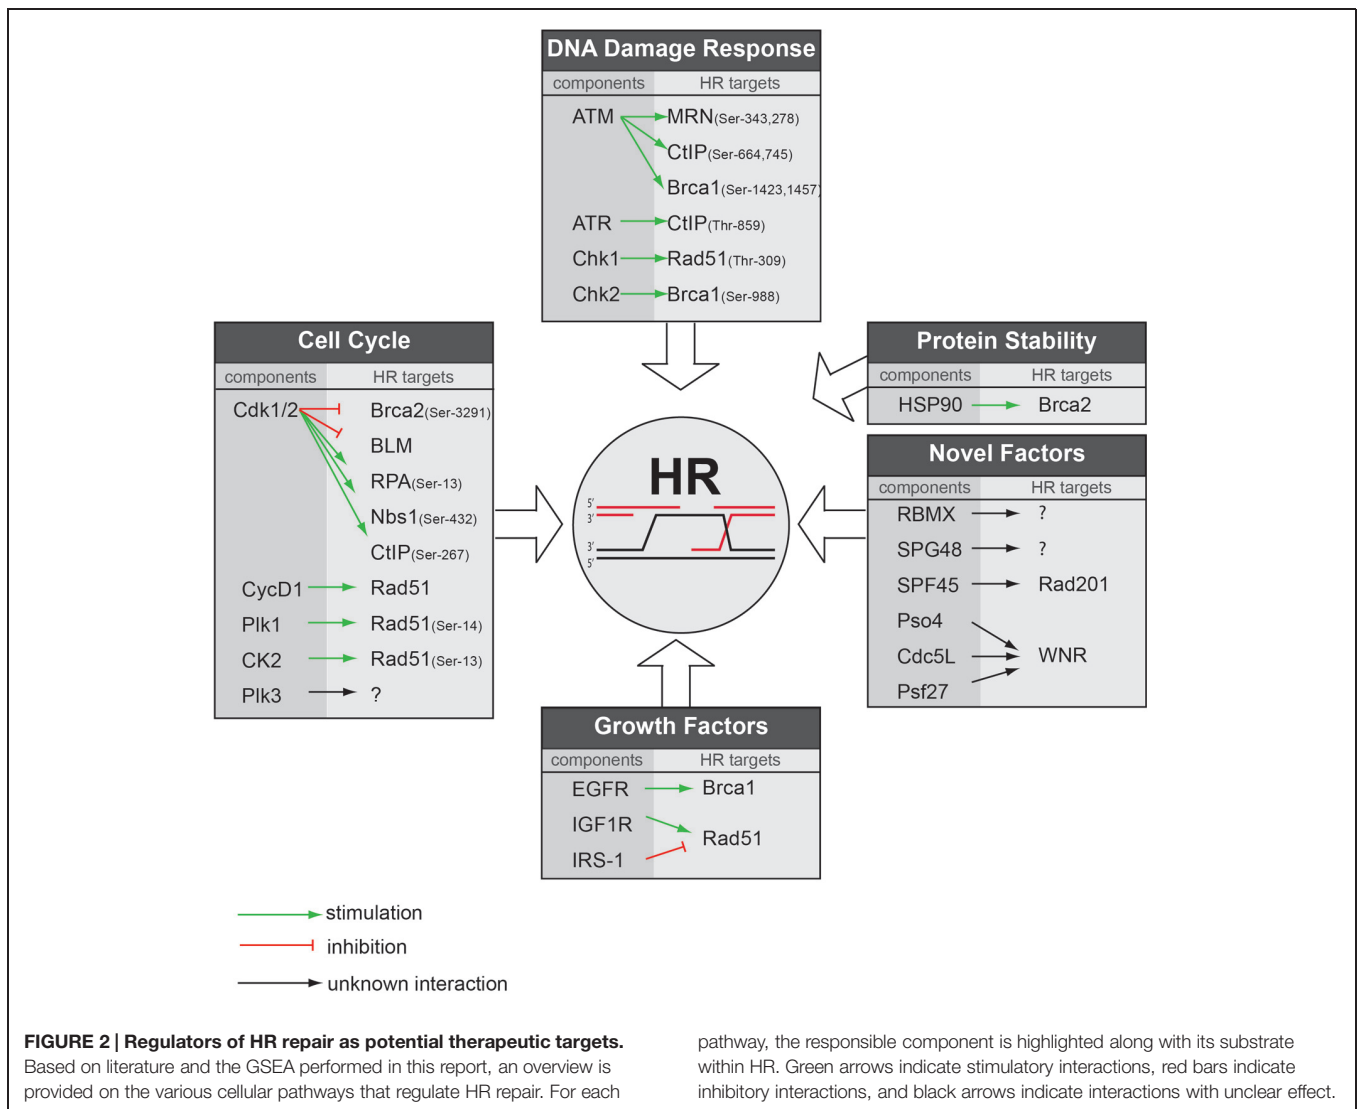 DNA Damage Response
components HR targets
ATM MRN(Ser-343,278)
CtIP(Ser-664,745)
Brca1(Ser-1423,1457)
ATR CtIP(Thr-859)
Chk1 Rad51(Thr-309)
Chk2 Brca1(Ser-988)
Cell Cycle
components HR targets
Cdk1/2 Brca2(Ser-3291)
BLM
RPA(Ser-13)
Nbs1(Ser-432)
CtIP(Ser-267)
CycD1 Rad51
Plk1 Rad51(Ser-14)
CK2 Rad51(Ser-13)
Plk3 ?
HR
5'
3'
3'
5'
Protein Stability
components HR targets
HSP90 Brca2
Novel Factors
components HR targets
RBMX ?
SPG48 ?
SPF45 Rad201
Pso4
Cdc5L WNR
Psf27
Growth Factors
components HR targets
EGFR Brca1
IGF1R
Rad51
IRS-1
stimulation
inhibition
unknown interaction
FIGURE 2 | Regulators of HR repair as potential therapeutic targets.
Based on literature and the GSEA performed in this report, an overview is
provided on the various cellular pathways that regulate HR repair. For each
pathway, the responsible component is highlighted along with its substrate
within HR. Green arrows indicate stimulatory interactions, red bars indicate
inhibitory interactions, and black arrows indicate interactions with unclear effect.